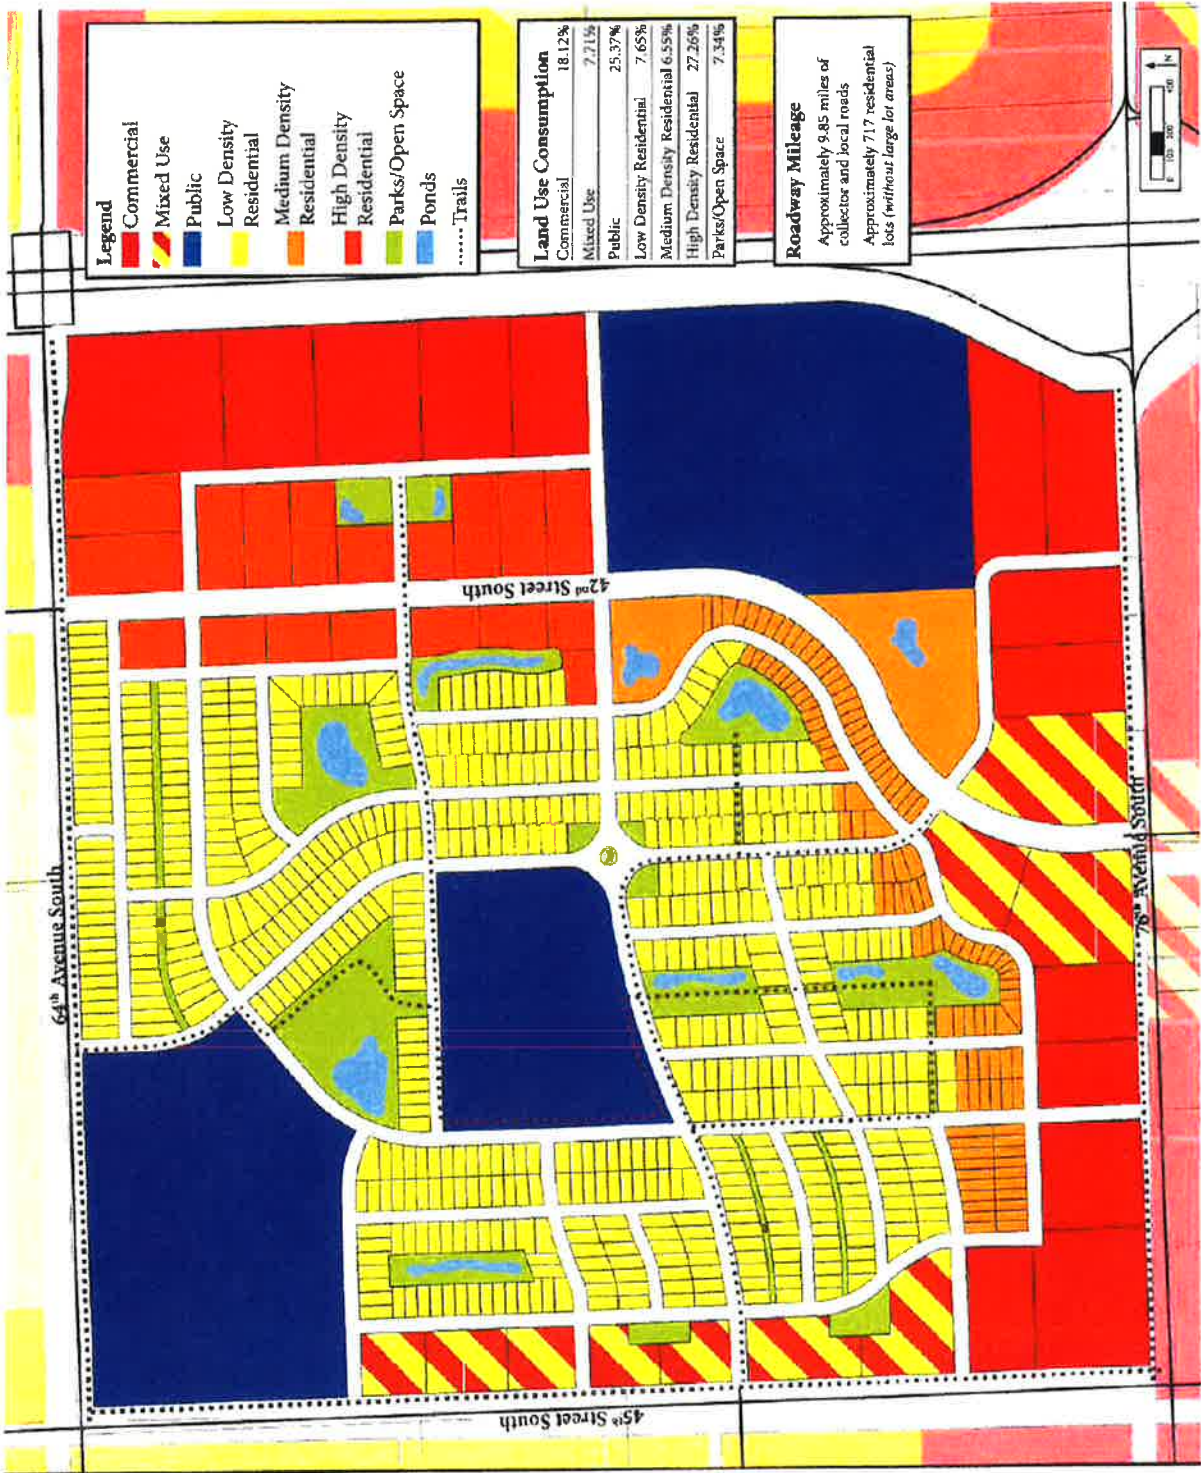 Legend
Commercial
Mixed Use
Public
Low Density
Residential
Medium Density
Residential
High Density
Residential
Parks/Open Space
Ponds
Trails
Land Use Consumption
Commercial 18.12%
Mixed Use 7.71%
Public 25.37%
Low Density Residential 7.65%
Medium Density Residential 6.55%
High Density Residential 27.26%
Parks/Open Space 7.34%
Roadway Mileage
Approximately 9.85 miles of
collector and local roads
Approximately 717 residential
lots (without large lot areas)
0 100 200 400
N
64th Avenue South
42nd Street South
76th Avenue South
45th Street South